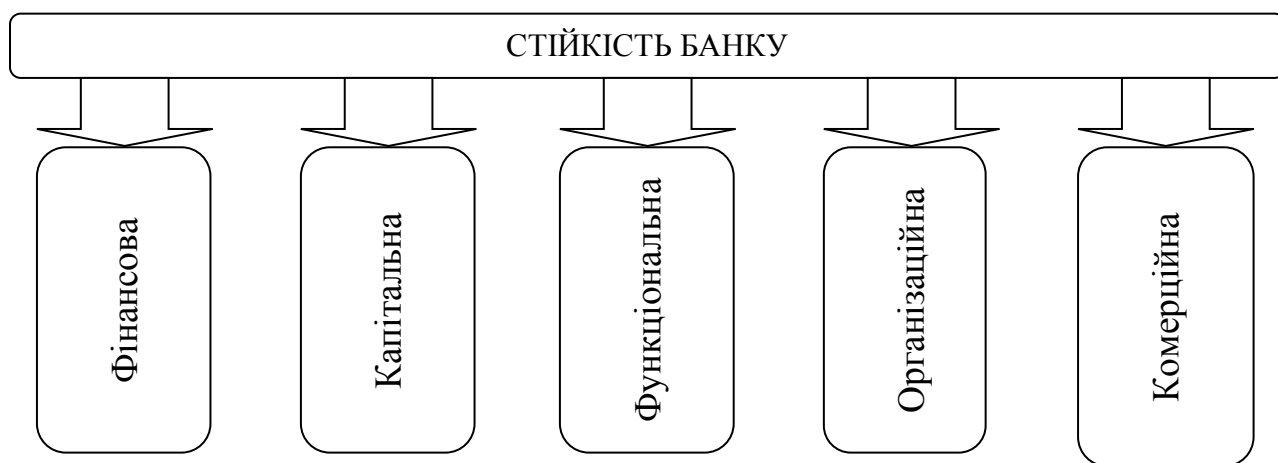 СТІЙКІСТЬ БАНКУ
Фінансова
Капітальна
Функціональна
Організаційна
Комерційна